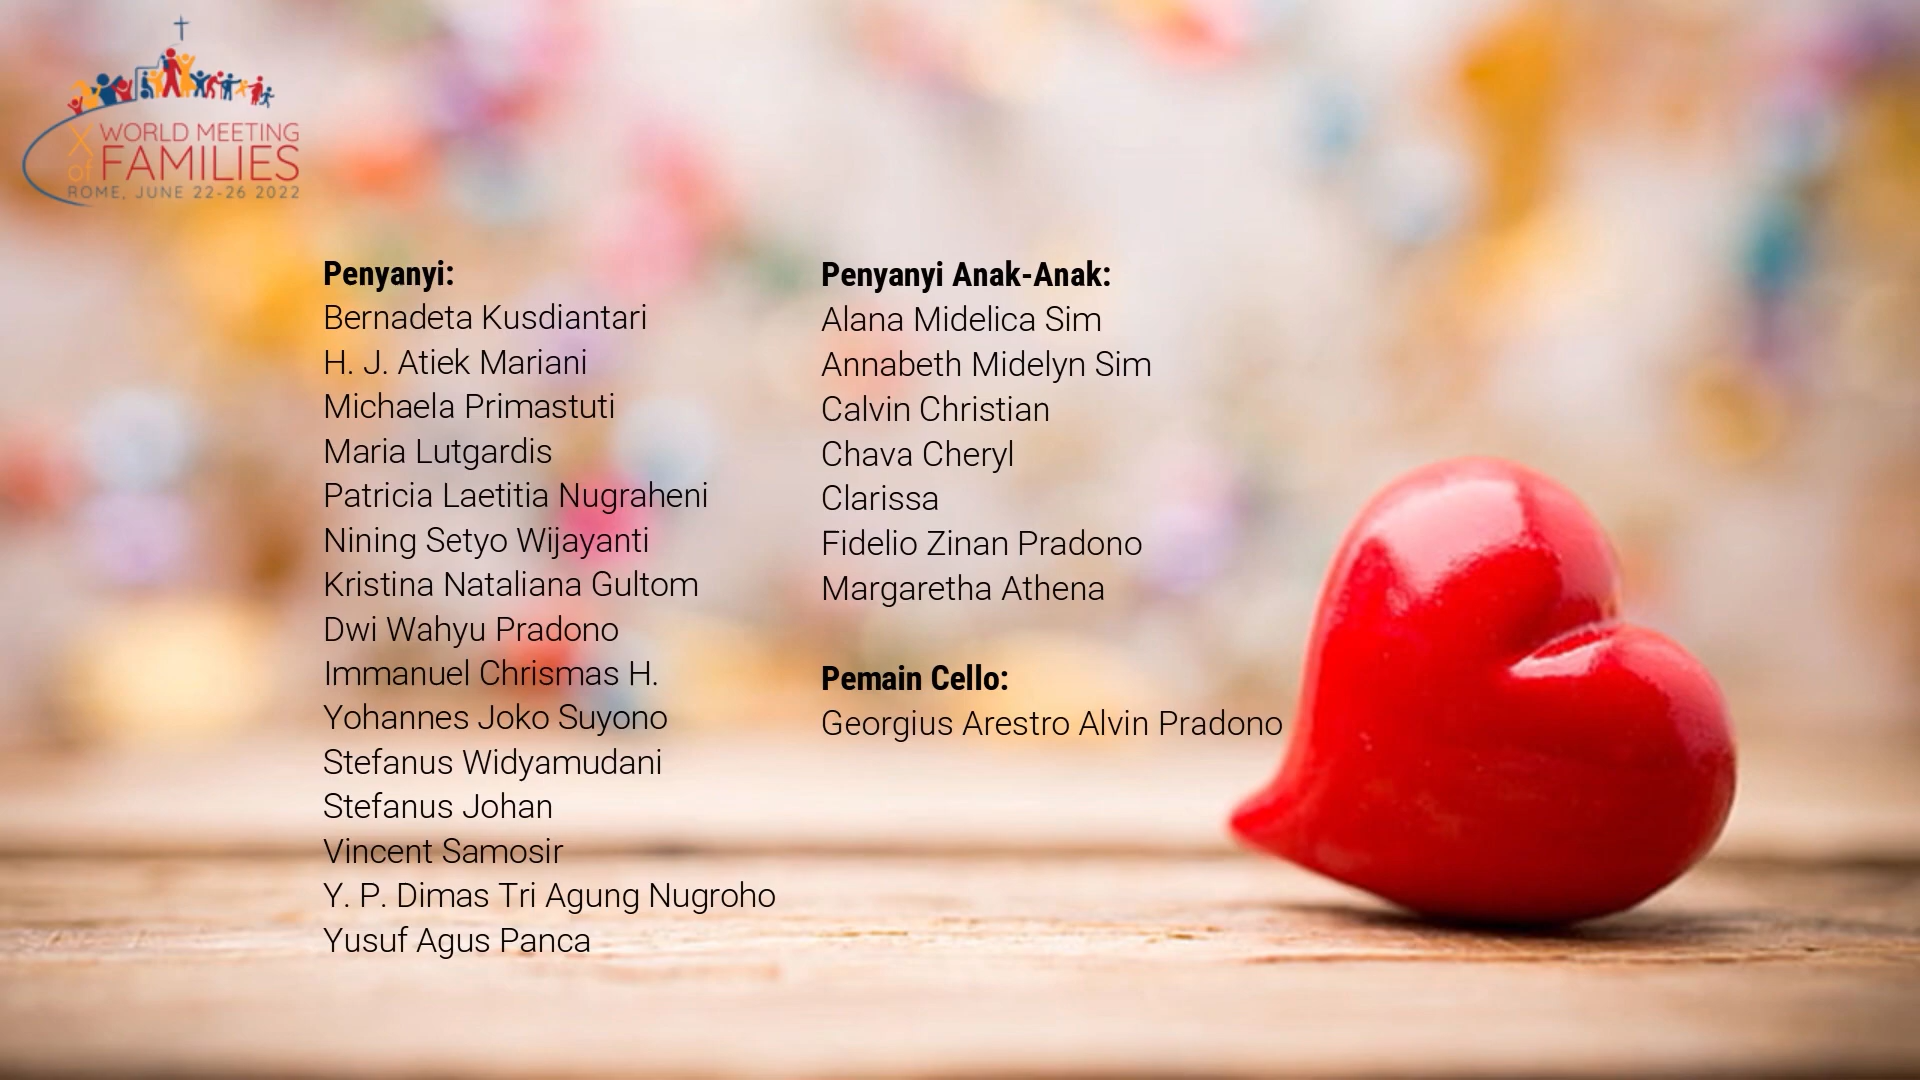 X WORLD MEETING
of FAMILIES
ROME, JUNE 22-26 2022
Penyanyi:
Bernadeta Kusdiantari
H. J. Atiek Mariani
Michaela Primastuti
Maria Lutgardis
Patricia Laetitia Nugraheni
Nining Setyo Wijayanti
Kristina Nataliana Gultom
Dwi Wahyu Pradono
Immanuel Chrismas H.
Yohannes Joko Suyono
Stefanus Widyamudani
Stefanus Johan
Vincent Samosir
Y. P. Dimas Tri Agung Nugroho
Yusuf Agus Panca
Penyanyi Anak-Anak:
Alana Midelica Sim
Annabeth Midelyn Sim
Calvin Christian
Chava Cheryl
Clarissa
Fidelio Zinan Pradono
Margaretha Athena
Pemain Cello:
Georgius Arestro Alvin Pradono